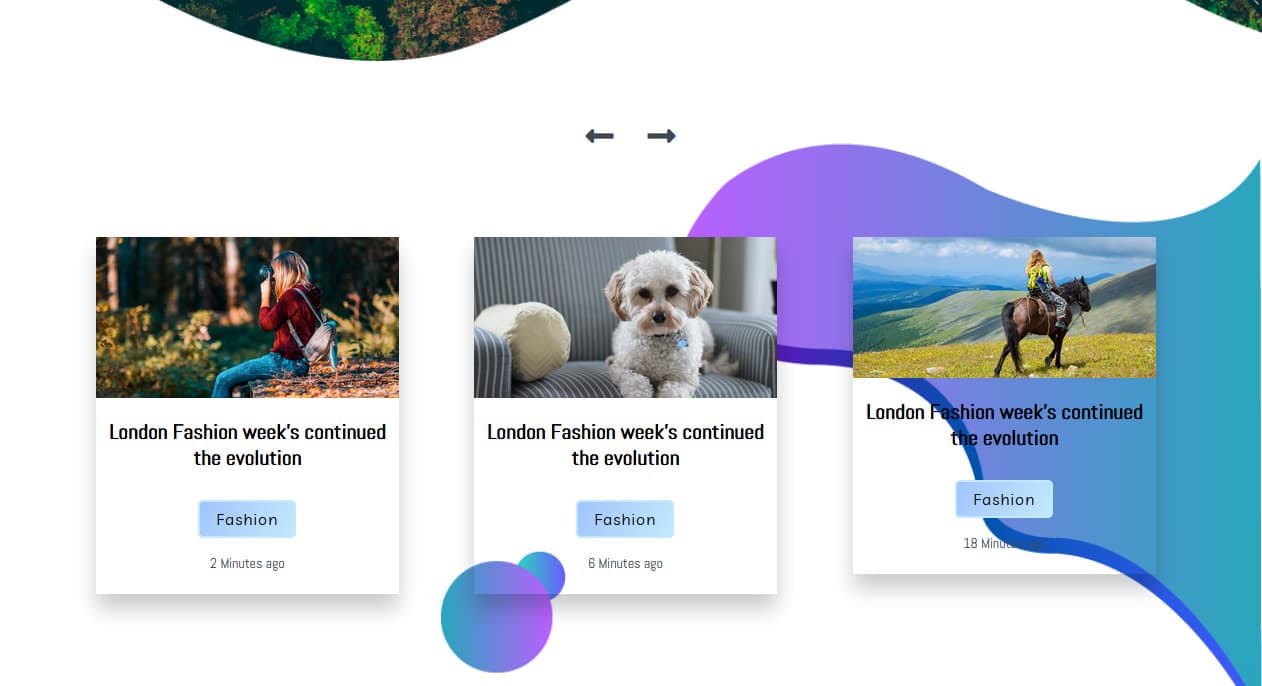 London Fashion week's continued
the evolution
Fashion
2 Minutes ago
London Fashion week's continued
the evolution
Fashion
6 Minutes ago
London Fashion week's continued
the evolution
Fashion
18 Minutes ago